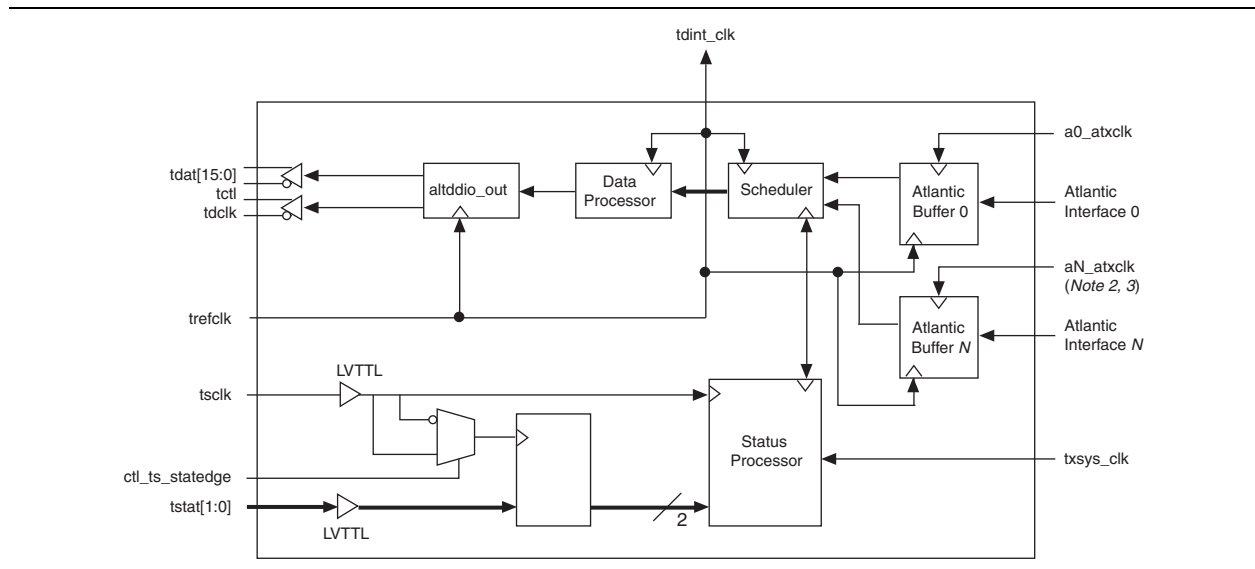 tdint_clk
a0_atxclk
tdat[15:0]
tctl
tdclk
altddio_out
Data
Processor
Scheduler
Atlantic
Buffer 0
Atlantic
Interface 0
aN_atxclk
(Note 2, 3)
trefclk
Atlantic
Buffer N
Atlantic
Interface N
LVTTL
tsclk
Status
Processor
txsys_clk
ctl_ts_statedge
tstat[1:0]
LVTTL
2